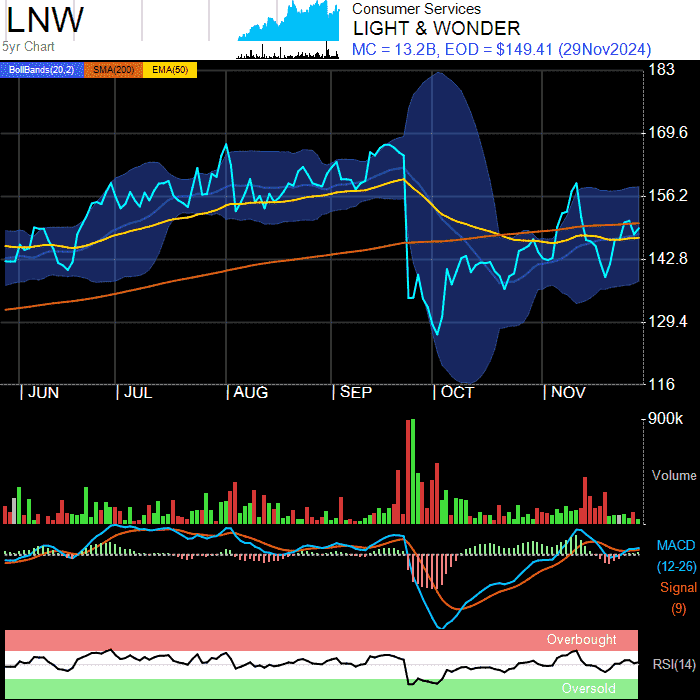 LNW
5yr Chart
Consumer Services
LIGHT & WONDER
MC = 13.2B, EOD = $149.41 (29Nov2024)
BollBands(20,2) SMA(200) EMA(50)
183
169.6
156.2
142.8
129.4
116
JUN JUL AUG SEP OCT NOV
900k
Volume
MACD
(12-26)
Signal
(9)
Overbought
RSI(14)
Oversold